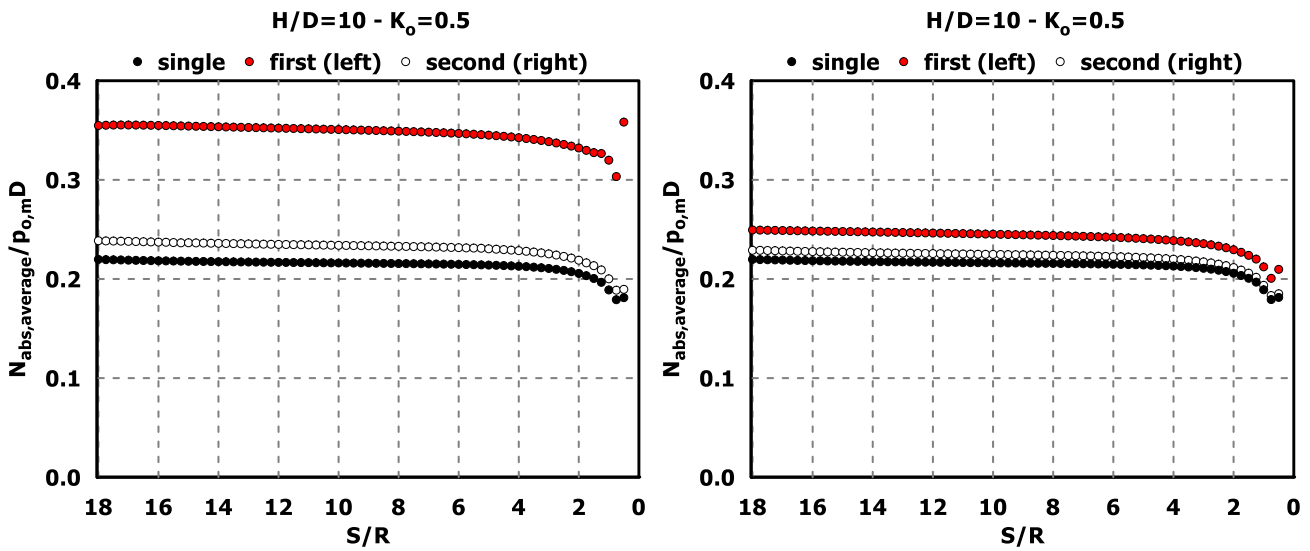 H/D=10 - Ko=0.5
single first (left) second (right)
Nabs,average/po,mD
0.4
0.3
0.2
0.1
0.0
18 16 14 12 10 8 6 4 2 0
S/R
H/D=10 - Ko=0.5
single first (left) second (right)
Nabs,average/po,mD
0.4
0.3
0.2
0.1
0.0
18 16 14 12 10 8 6 4 2 0
S/R